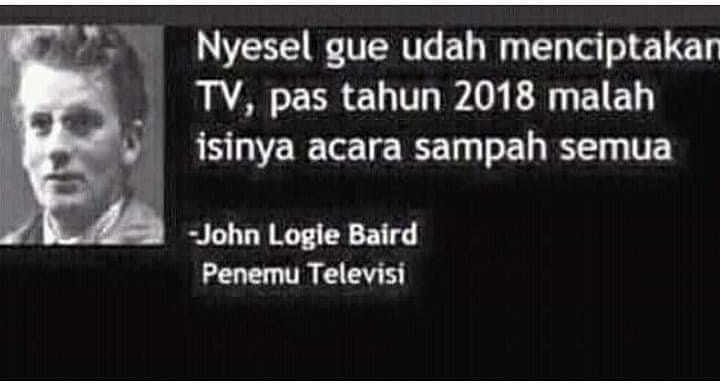 Nyesel gue udah menciptakan
TV, pas tahun 2018 malah
isinya acara sampah semua
-John Logie Baird
Penemu Televisi